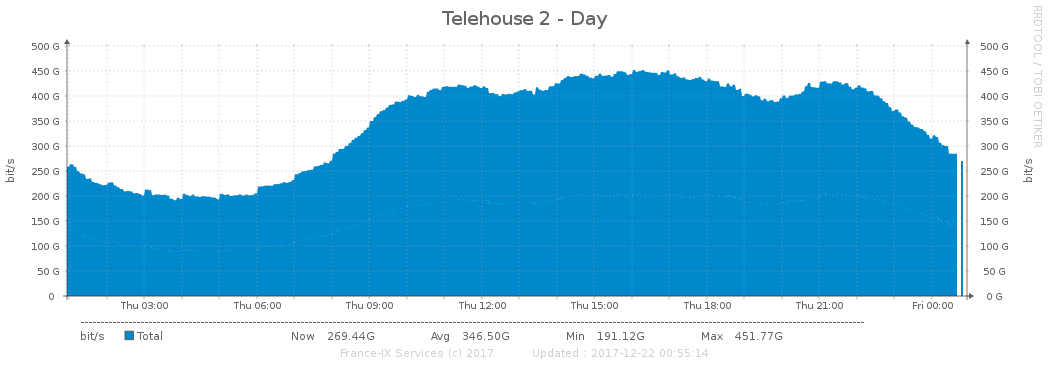 Telehouse 2 - Day
RRDTOOL / TOBI OETIKER
bit/s
500 G
450 G
400 G
350 G
300 G
250 G
200 G
150 G
100 G
50 G
0
500 G
450 G
400 G
350 G
300 G
250 G
200 G
150 G
100 G
50 G
0 G
bit/s
Thu 03:00 Thu 06:00 Thu 09:00 Thu 12:00 Thu 15:00 Thu 18:00 Thu 21:00 Fri 00:00
bit/s Total Now 269.44G Avg 346.50G Min 191.12G Max 451.77G
France-IX Services (c) 2017 Updated : 2017-12-22 00:55:14